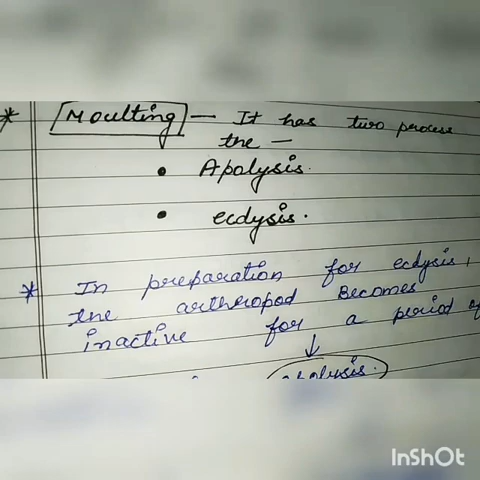 * [Moulting] — It has two process
the —
• Apolysis.
• ecdysis.
* In preparation for ecdysis,
the arthropod Becomes
inactive for a period of
↓
InShOt